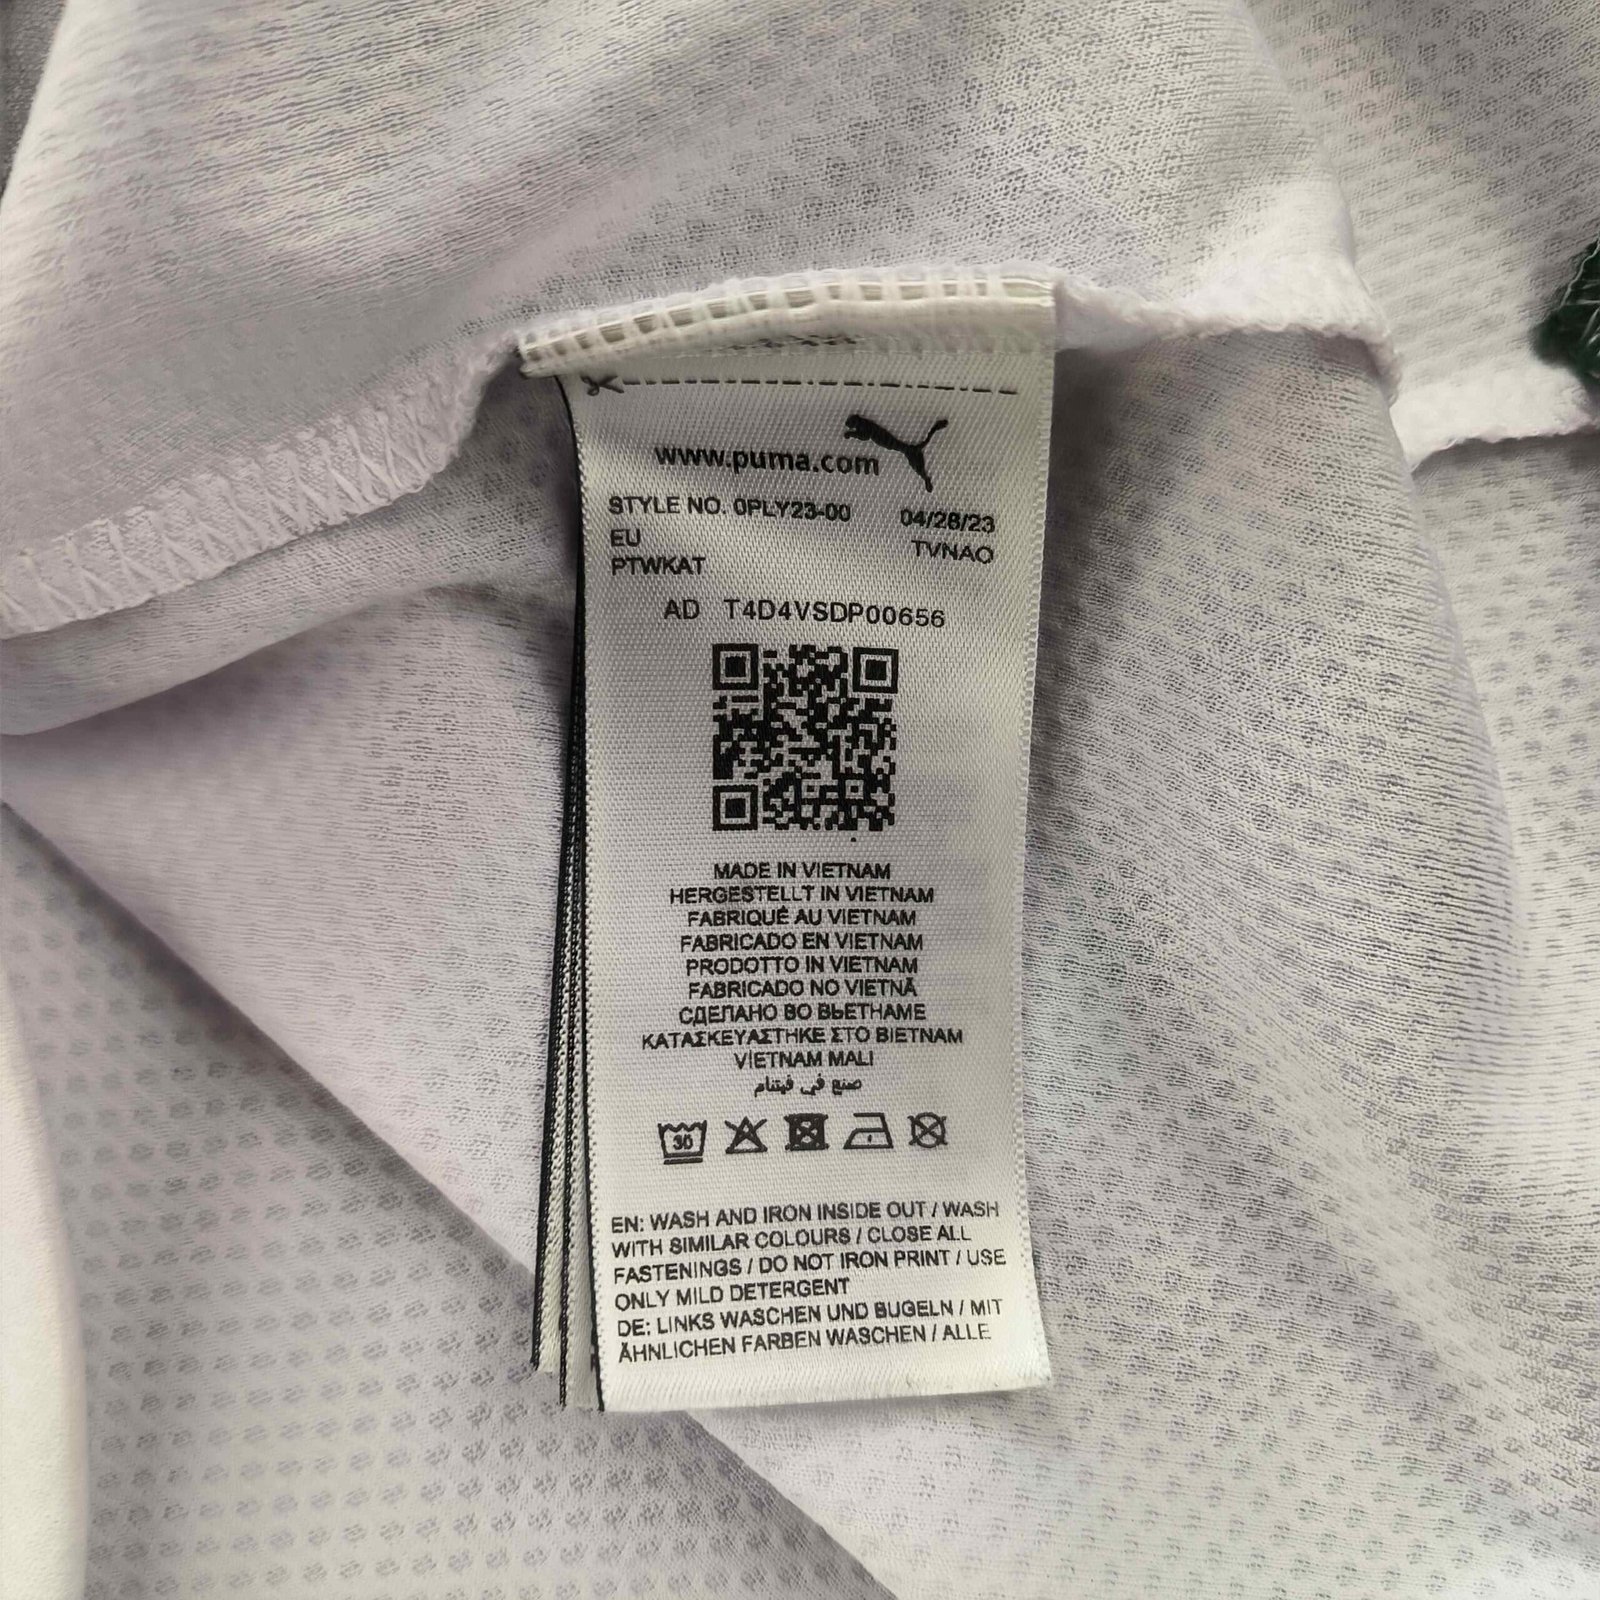 www.puma.com
STYLE NO. 0PLY23-00 04/28/23
EU TVNAO
PTWKAT
AD T4D4VSDP00656
MADE IN VIETNAM
HERGESTELLT IN VIETNAM
FABRIQUÉ AU VIETNAM
FABRICADO EN VIETNAM
PRODOTTO IN VIETNAM
FABRICADO NO VIETNÃ
СДЕЛАНО ВО ВЬЕТНАМЕ
ΚΑΤΑΣΚΕΥΑΣΤΗΚΕ ΣΤΟ ΒΙΕΤΝΑΜ
VİETNAM MALI
صنع في فيتنام
30
EN: WASH AND IRON INSIDE OUT / WASH
WITH SIMILAR COLOURS / CLOSE ALL
FASTENINGS / DO NOT IRON PRINT / USE
ONLY MILD DETERGENT
DE: LINKS WASCHEN UND BUGELN / MIT
ÄHNLICHEN FARBEN WASCHEN / ALLE